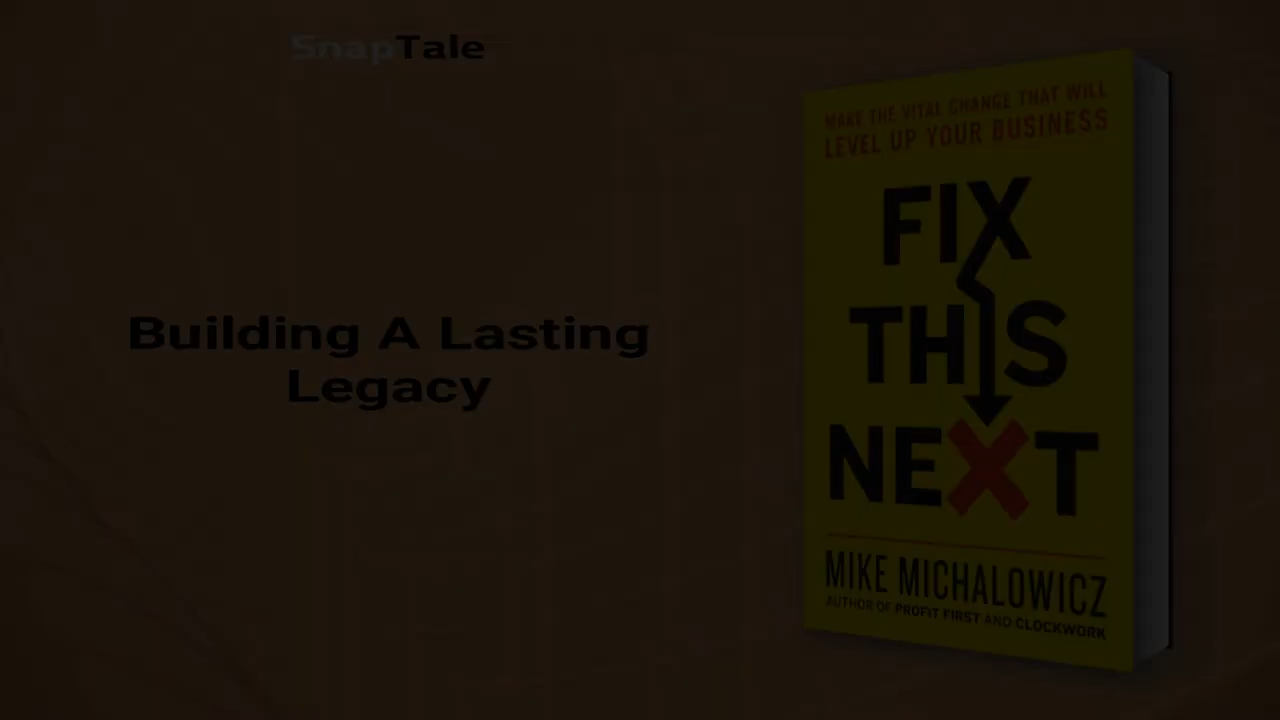 SnapTale
Building A Lasting
Legacy
MAKE THE VITAL CHANGE THAT WILL
LEVEL UP YOUR BUSINESS
FIX
THIS
NEXT
MIKE MICHALOWICZ
AUTHOR OF PROFIT FIRST AND CLOCKWORK